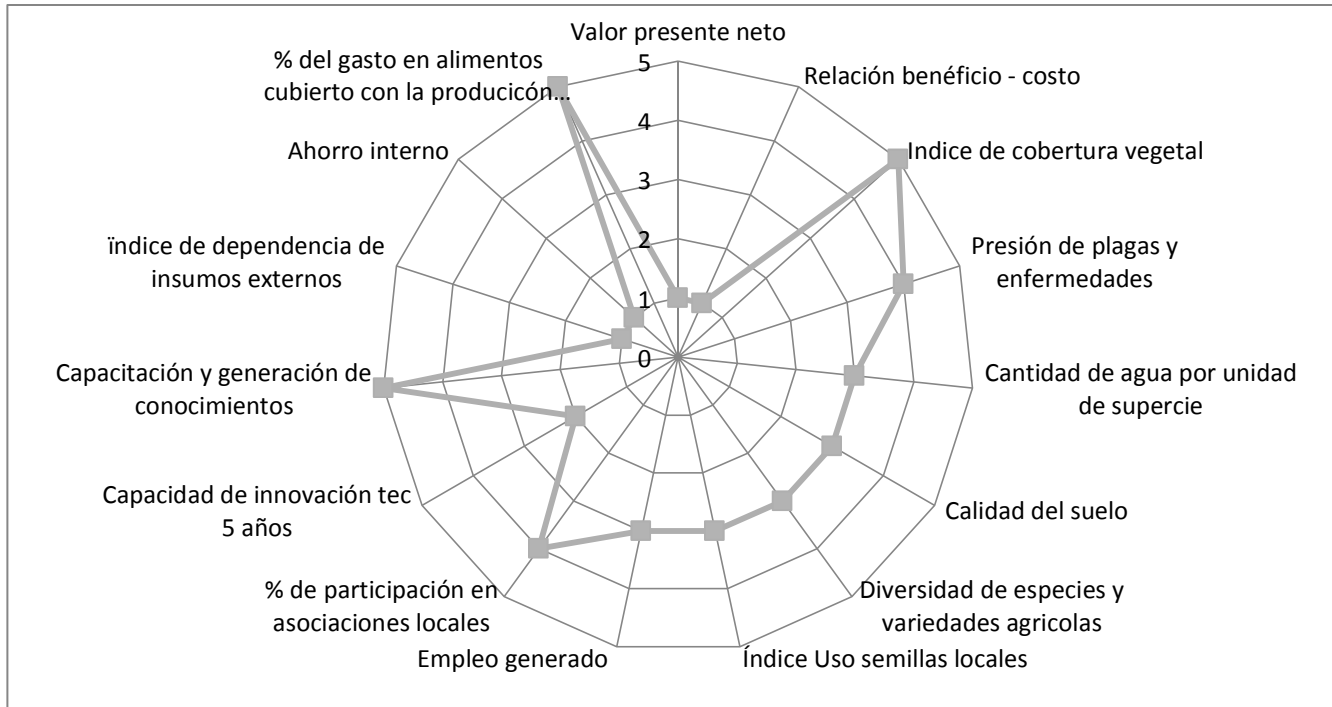 Valor presente neto
% del gasto en alimentos
cubierto con la producicón...
Relación benéfico - costo
Ahorro interno
Indice de cobertura vegetal
ïndice de dependencia de
insumos externos
Presión de plagas y
enfermedades
Capacitación y generación de
conocimientos
Cantidad de agua por unidad
de supercie
Capacidad de innovación tec
5 años
Calidad del suelo
% de participación en
asociaciones locales
Diversidad de especies y
variedades agricolas
Empleo generado
Índice Uso semillas locales
5
4
3
2
1
0